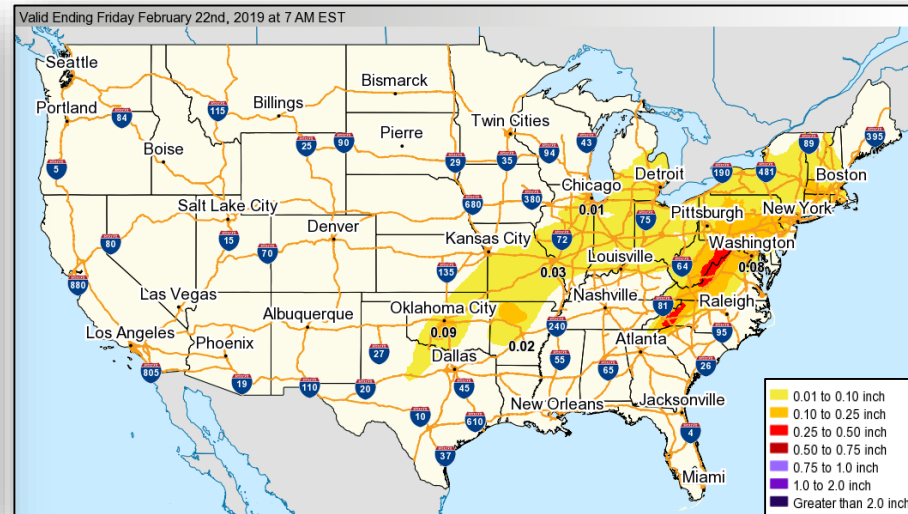 Valid Ending Friday February 22nd, 2019 at 7 AM EST
Seattle
Portland
84
115
Billings
Bismarck
Twin Cities
43
89
395
5
Boise
25
90
Pierre
29
35
94
Chicago
Detroit
190
481
Boston
Salt Lake City
680
380
0.01
75
Pittsburgh
New York
80
15
70
Denver
Kansas City
72
Washington
880
135
0.03
Louisville
64
0.08
Las Vegas
Albuquerque
Oklahoma City
Nashville
81
Raleigh
Los Angeles
Phoenix
0.09
27
0.02
240
Atlanta
95
805
19
110
20
Dallas
45
55
65
26
10
610
New Orleans
Jacksonville
4
37
Miami
0.01 to 0.10 inch
0.10 to 0.25 inch
0.25 to 0.50 inch
0.50 to 0.75 inch
0.75 to 1.0 inch
1.0 to 2.0 inch
Greater than 2.0 inch